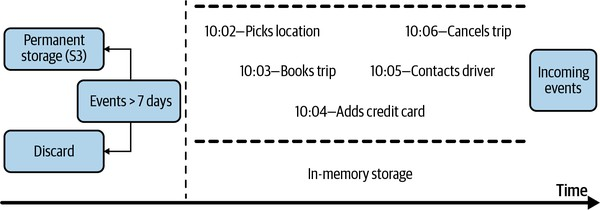 Permanent
storage (S3)
Events > 7 days
Discard
10:02—Picks location
10:06—Cancels trip
10:03—Books trip
10:05—Contacts driver
10:04—Adds credit card
In-memory storage
Incoming
events
Time